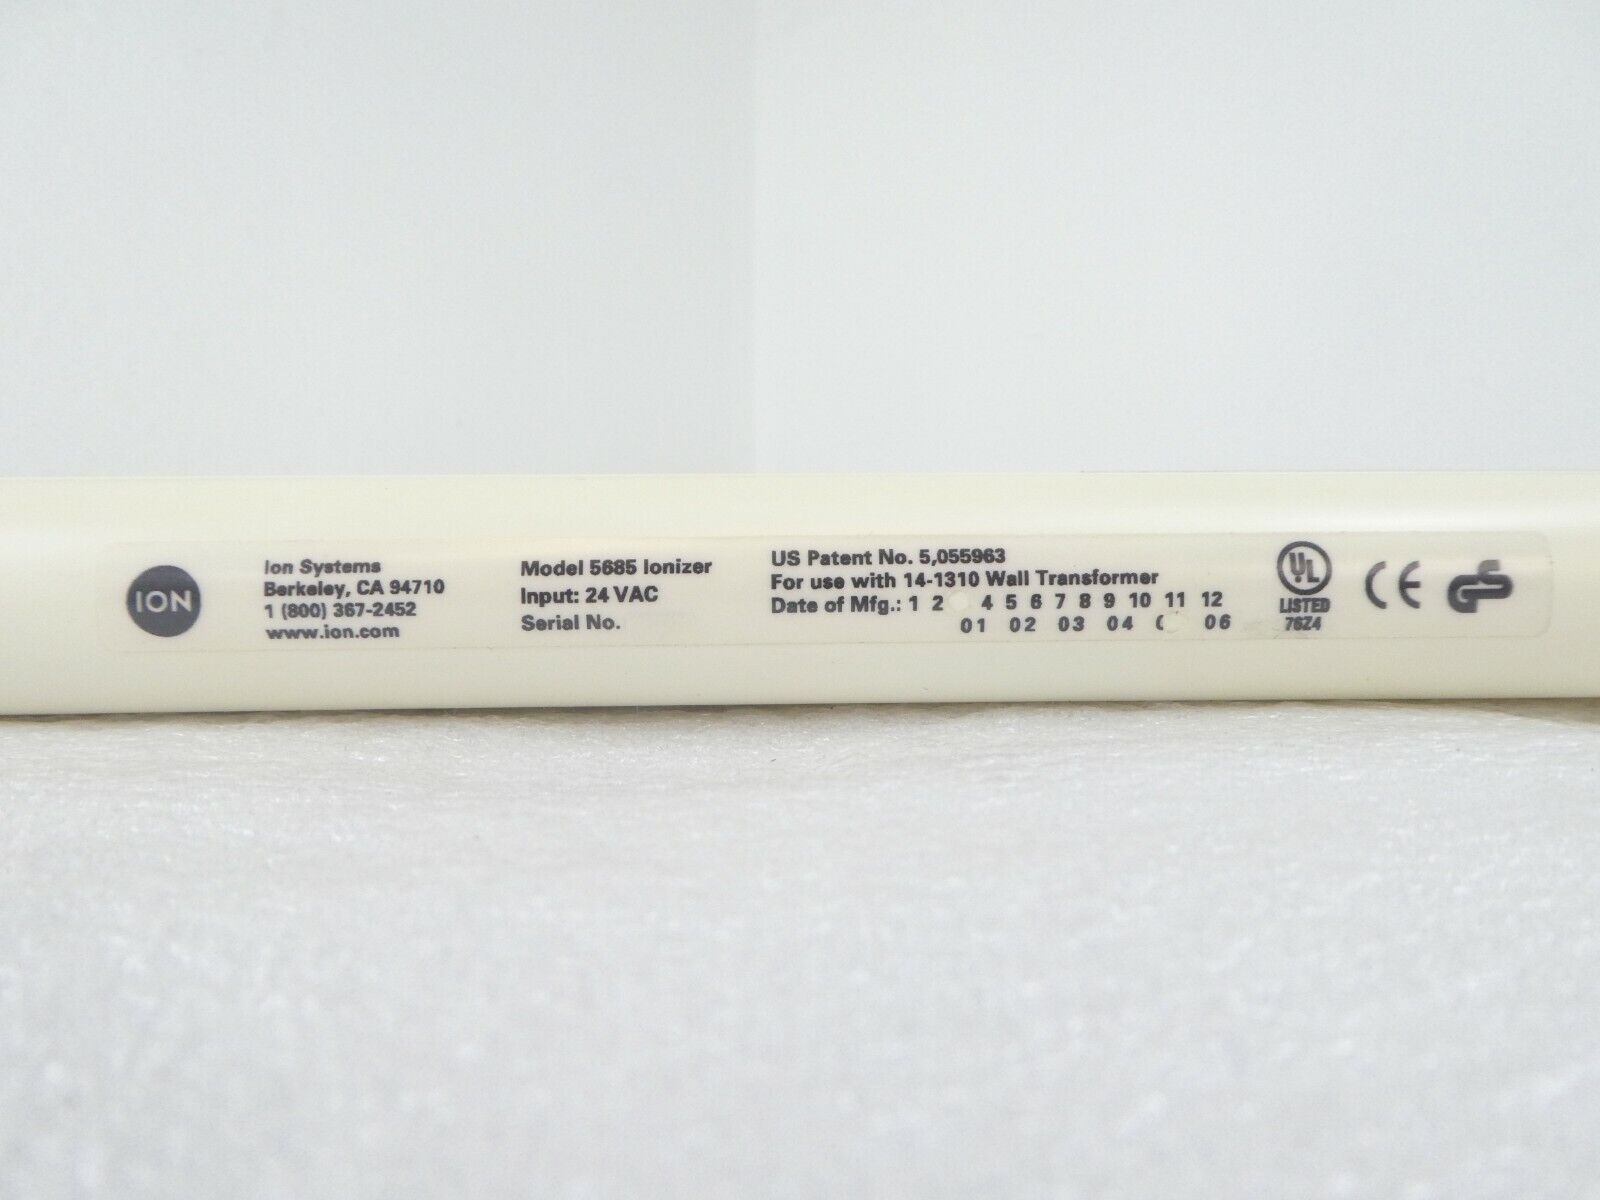 ION
Ion Systems
Berkeley, CA 94710
1 (800) 367-2452
www.ion.com
Model 5685 Ionizer
Input: 24 VAC
Serial No.
US Patent No. 5,055963
For use with 14-1310 Wall Transformer
Date of Mfg.: 1 2 4 5 6 7 8 9 10 11 12
01 02 03 04 06
UL
LISTED
76Z4
CE
GS